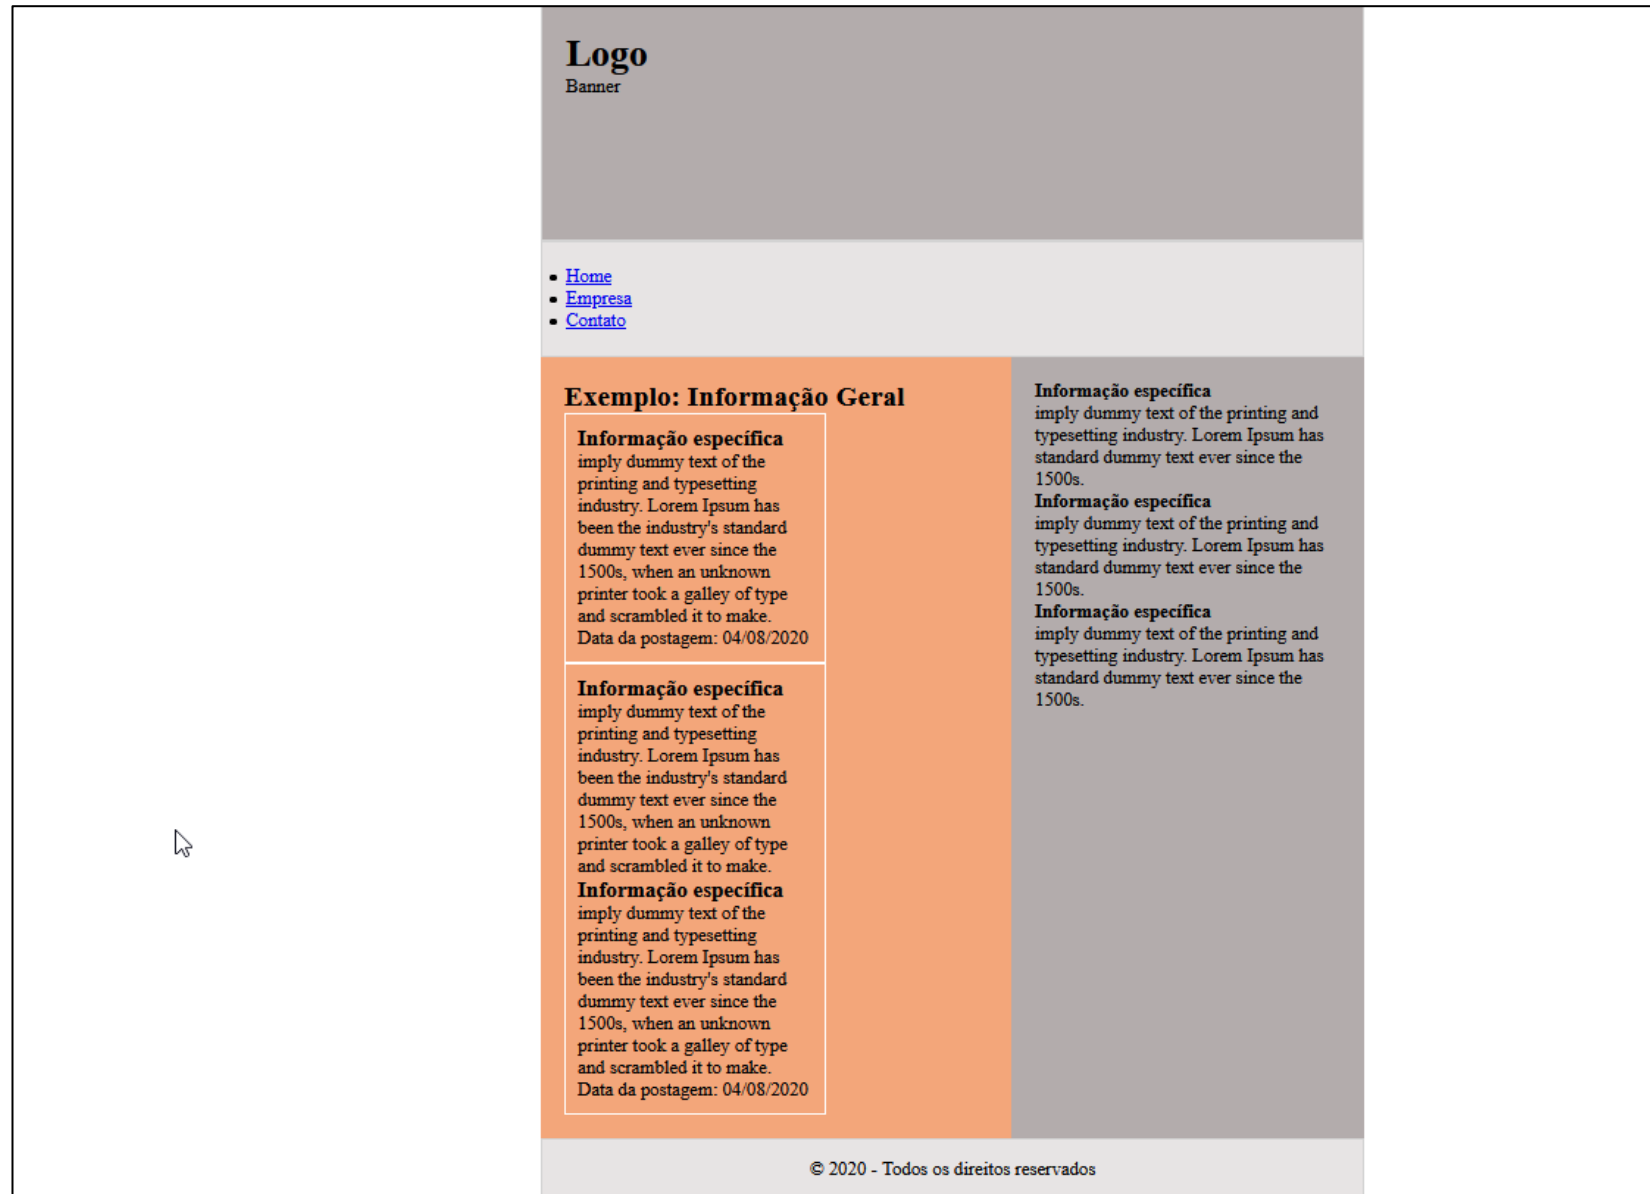 Logo
Banner
Home
Empresa
Contato
Exemplo: Informação Geral
Informação específica
imply dummy text of the
printing and typesetting
industry. Lorem Ipsum has
been the industry's standard
dummy text ever since the
1500s, when an unknown
printer took a galley of type
and scrambled it to make.
Data da postagem: 04/08/2020
Informação específica
imply dummy text of the
printing and typesetting
industry. Lorem Ipsum has
been the industry's standard
dummy text ever since the
1500s, when an unknown
printer took a galley of type
and scrambled it to make.
Informação específica
imply dummy text of the
printing and typesetting
industry. Lorem Ipsum has
been the industry's standard
dummy text ever since the
1500s, when an unknown
printer took a galley of type
and scrambled it to make.
Data da postagem: 04/08/2020
Informação específica
imply dummy text of the printing and
typesetting industry. Lorem Ipsum has
standard dummy text ever since the
1500s.
Informação específica
imply dummy text of the printing and
typesetting industry. Lorem Ipsum has
standard dummy text ever since the
1500s.
Informação específica
imply dummy text of the printing and
typesetting industry. Lorem Ipsum has
standard dummy text ever since the
1500s.
© 2020 - Todos os direitos reservados